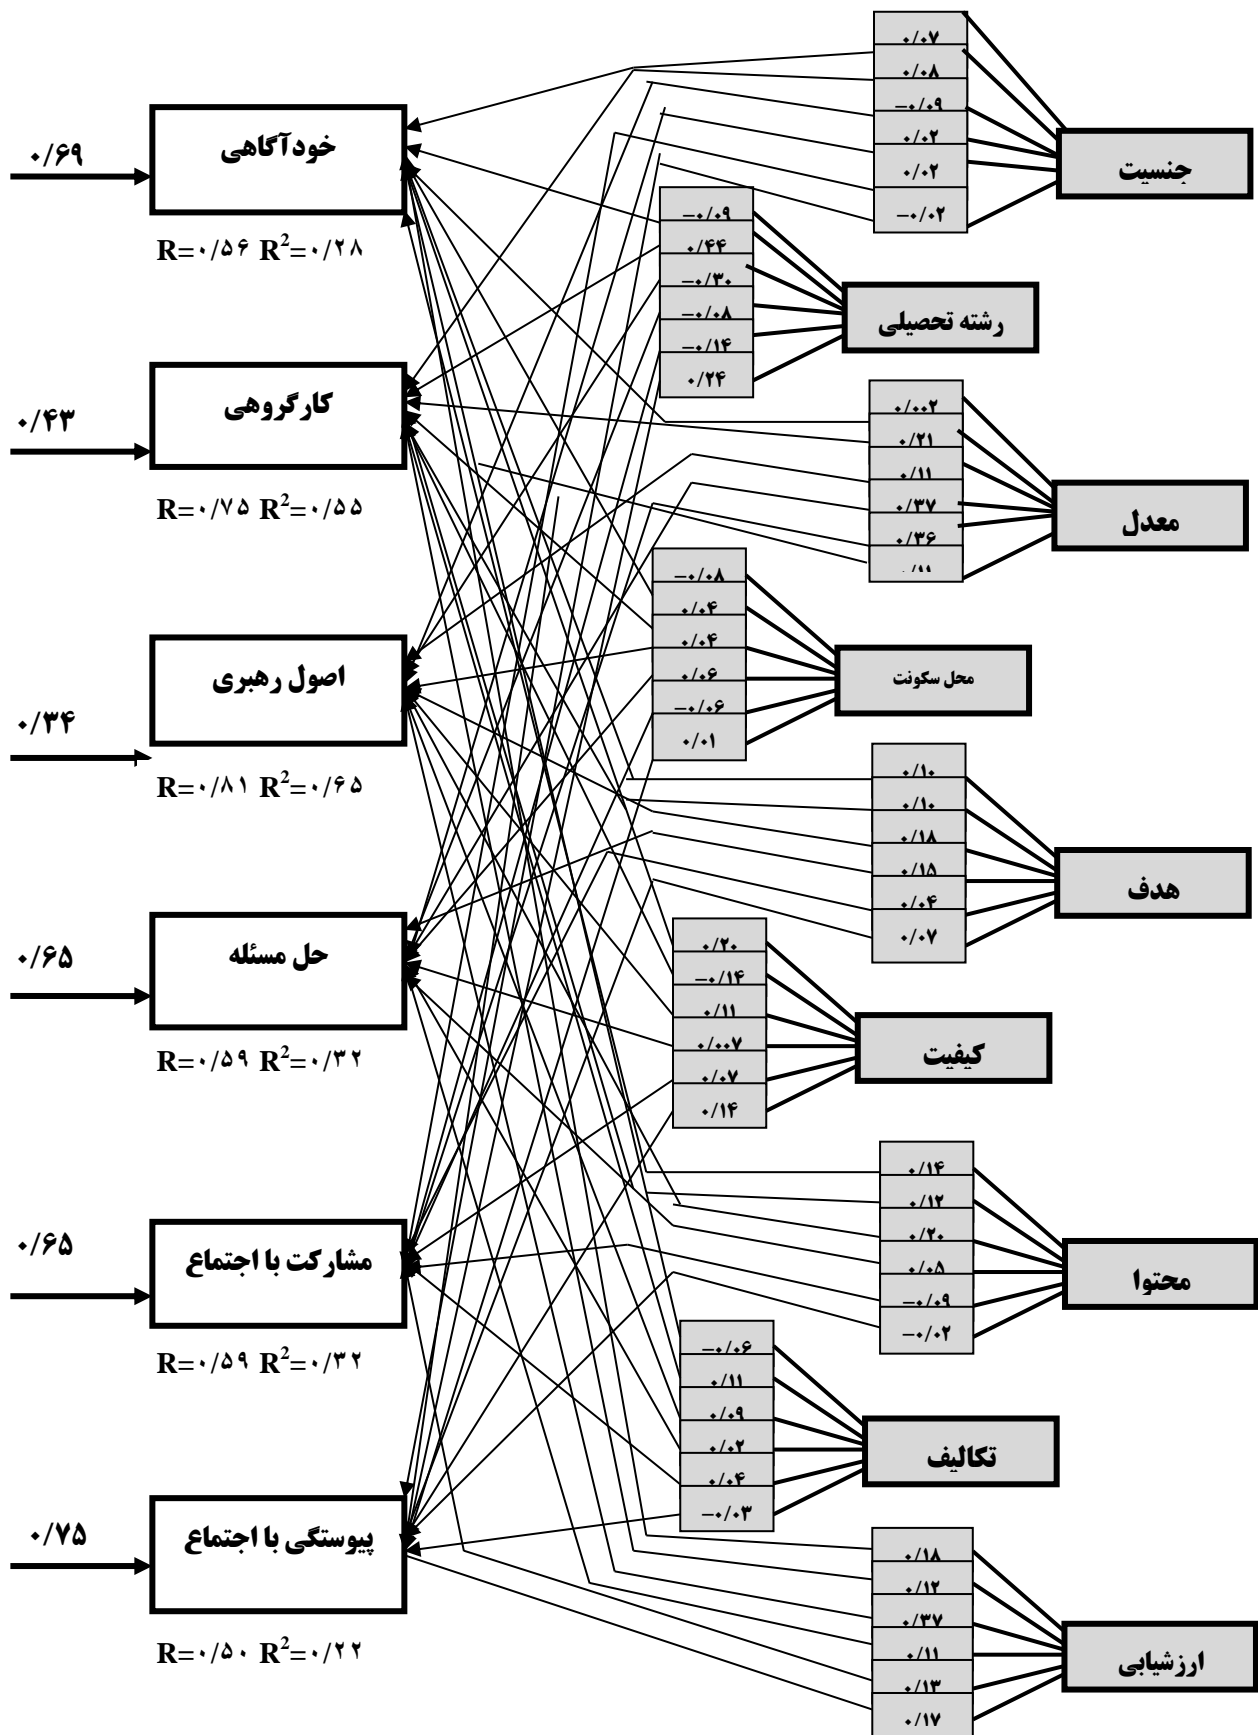 ۰/۰۷
۰/۰۸
-۰/۰۹
۰/۰۲
۰/۰۲
-۰/۰۲
جنسیت
-۰/۰۹
۰/۴۴
-۰/۳۰
-۰/۰۸
-۰/۱۴
۰/۲۴
رشته تحصیلی
۰/۰۰۲
۰/۲۱
۰/۱۱
۰/۳۷
۰/۳۶
۰/۱۱
معدل
-۰/۰۸
۰/۰۴
۰/۰۴
۰/۰۶
-۰/۰۶
۰/۰۱
محل سکونت
۰/۱۰
۰/۱۰
۰/۱۸
۰/۱۵
۰/۰۴
۰/۰۷
هدف
۰/۲۰
-۰/۱۴
۰/۱۱
۰/۰۰۷
۰/۰۷
۰/۱۴
کیفیت
۰/۱۴
۰/۱۲
۰/۲۰
۰/۰۵
-۰/۰۹
-۰/۰۲
محتوا
-۰/۰۶
۰/۱۱
۰/۰۹
۰/۰۲
۰/۰۴
-۰/۰۳
تکالیف
۰/۱۸
۰/۱۲
۰/۳۷
۰/۱۱
۰/۱۳
۰/۱۷
ارزشیابی
خودآگاهی
۰/۶۹
R=۰/۵۶ R²=۰/۲۸
کارگروهی
۰/۴۳
R=۰/۷۵ R²=۰/۵۵
اصول رهبری
۰/۳۴
R=۰/۸۱ R²=۰/۶۵
حل مسئله
۰/۶۵
R=۰/۵۹ R²=۰/۳۲
مشارکت با اجتماع
۰/۶۵
R=۰/۵۹ R²=۰/۳۲
پیوستگی با اجتماع
۰/۷۵
R=۰/۵۰ R²=۰/۲۲